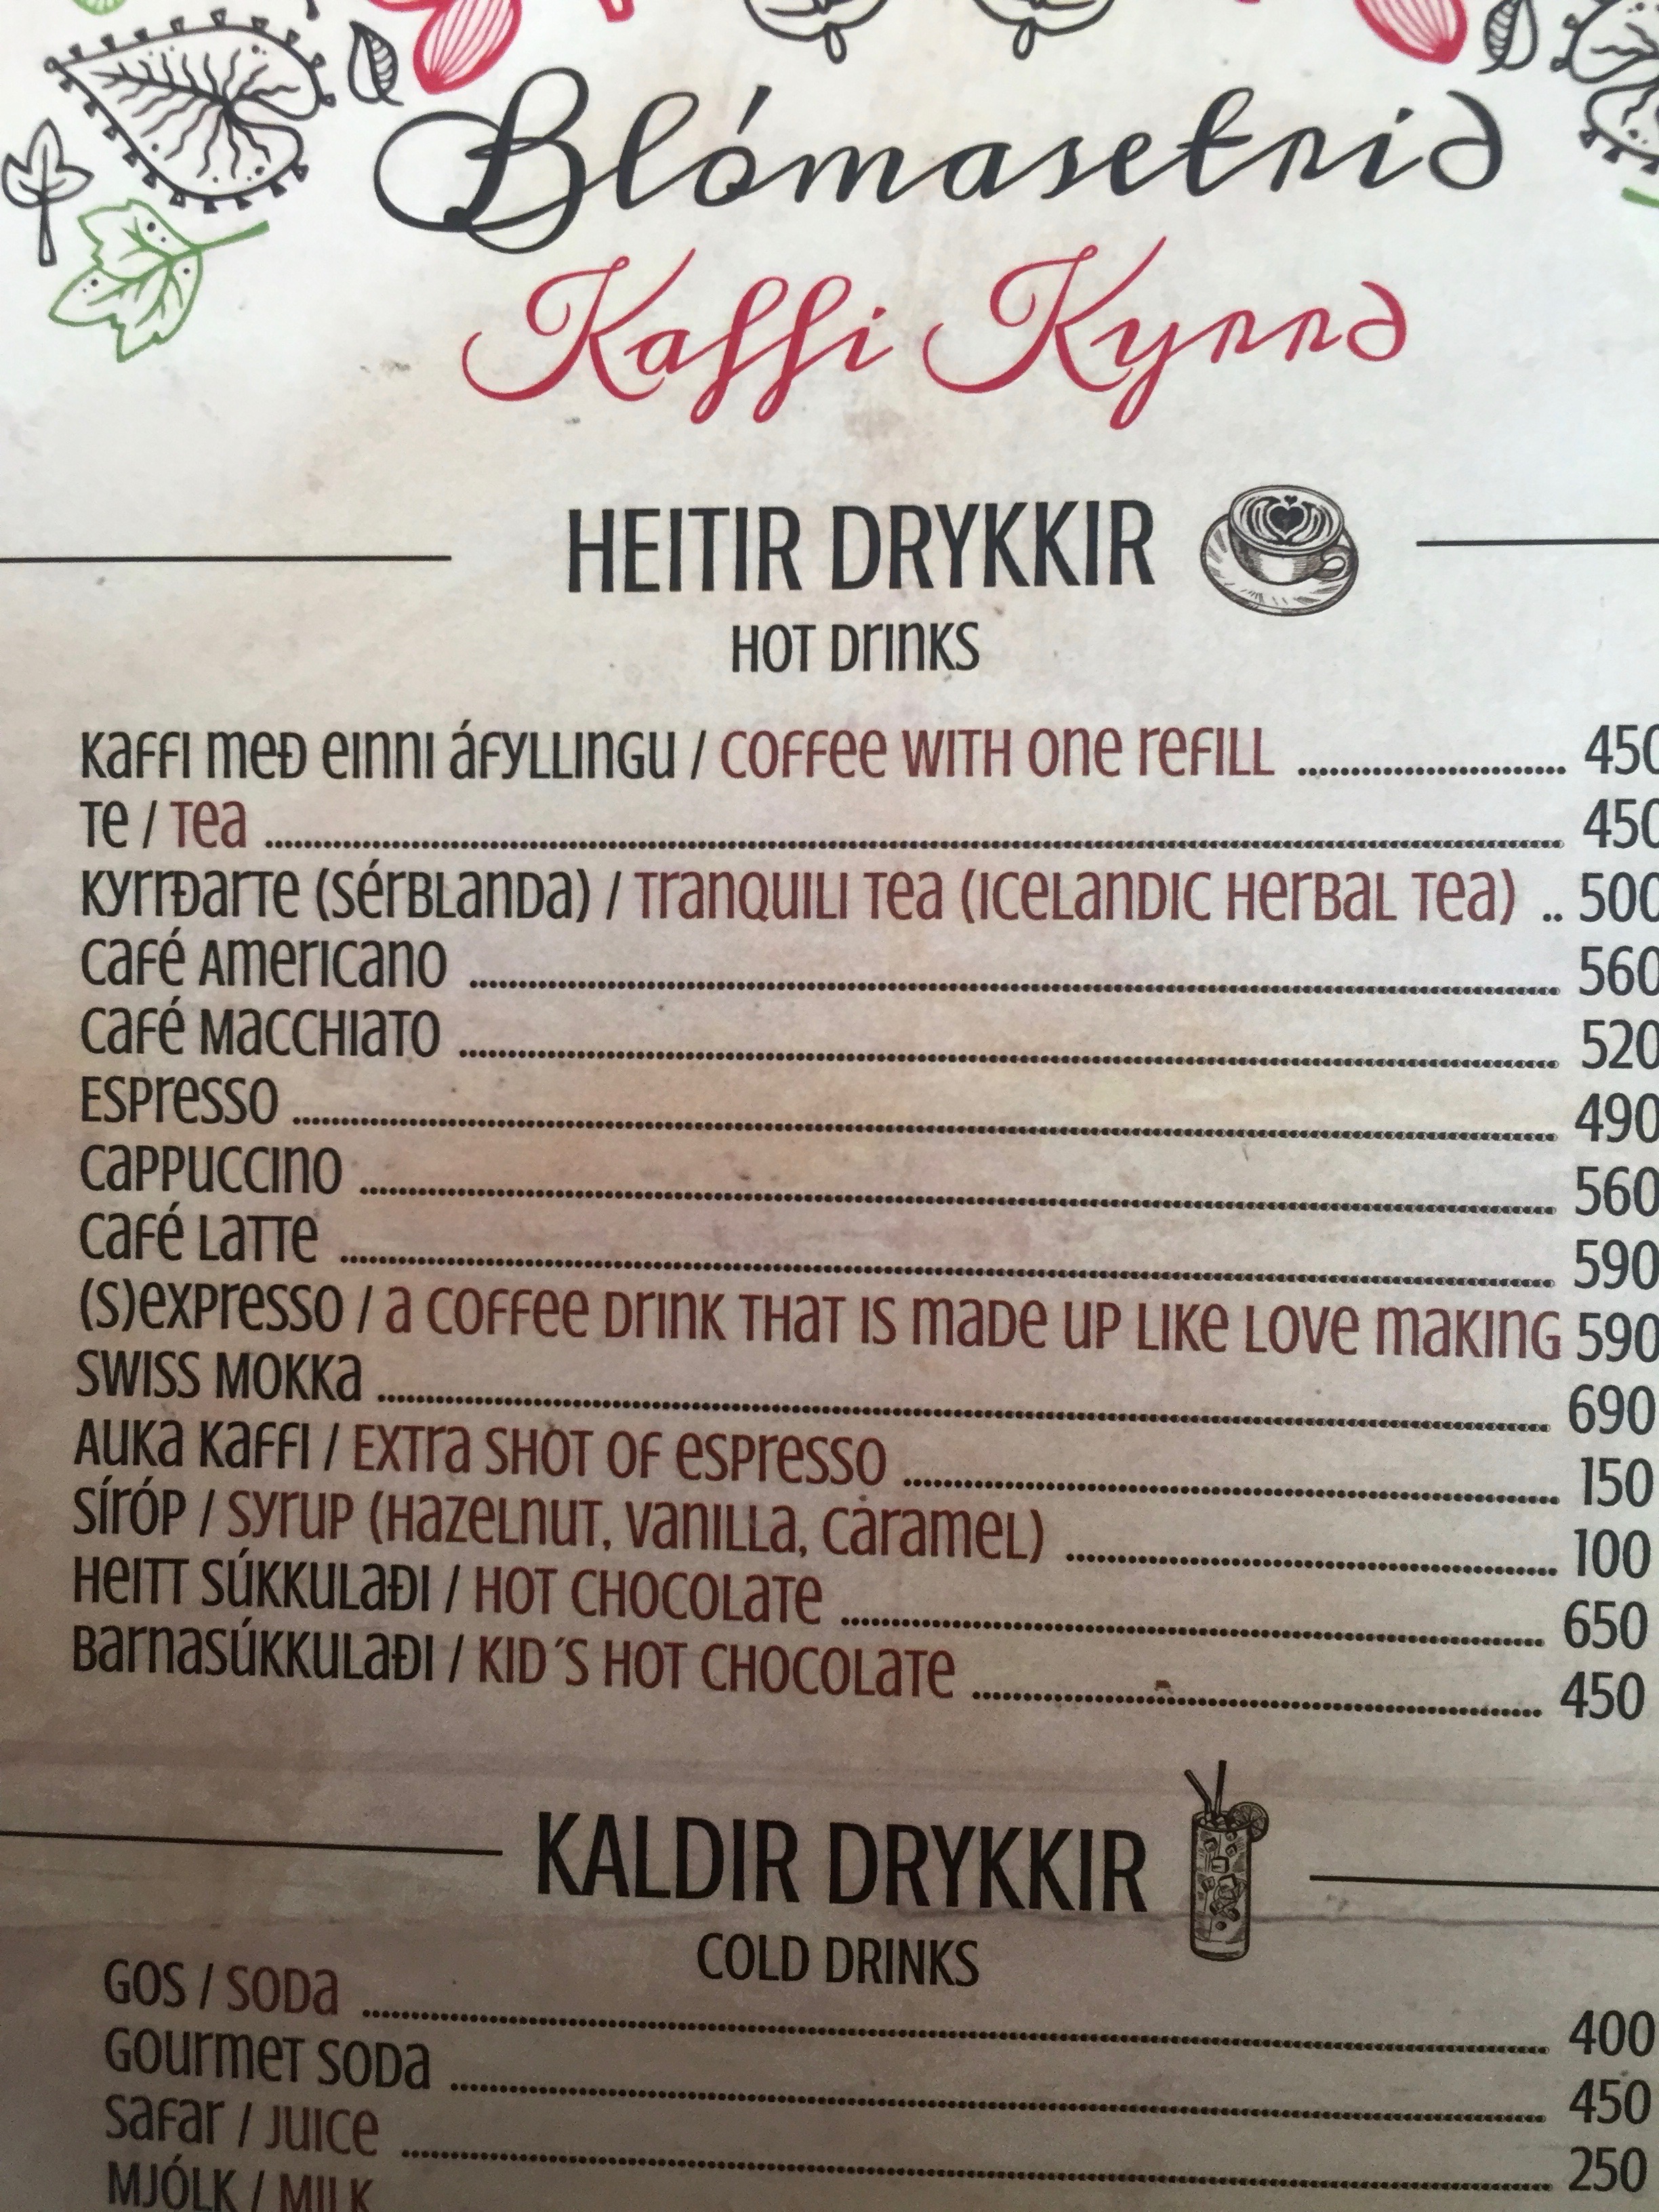 Blómasetrið
Kaffi Kyrrð
HEITIR DRYKKIR
HOT DRINKS
Kaffi með einni áfyllingu / Coffee with one refill ........ 450
Te / Tea ........ 450
Kyrrðarte (sérblanda) / Tranquili tea (Icelandic herbal tea) .. 500
Café Americano ........ 560
Café Macchiato ........ 520
Espresso ........ 490
Cappuccino ........ 560
Café Latte ........ 590
(S)expresso / a coffee drink that is made up like love making 590
Swiss Mokka ........ 690
Auka kaffi / Extra shot of espresso ........ 150
Síróp / Syrup (hazelnut, vanilla, caramel) ........ 100
Heitt súkkulaði / Hot chocolate ........ 650
Barnasúkkulaði / Kid´s hot chocolate ........ 450
KALDIR DRYKKIR
COLD DRINKS
Gos / Soda ........ 400
Gourmet soda ........ 450
Safar / Juice ........ 250
Mjólk / Milk